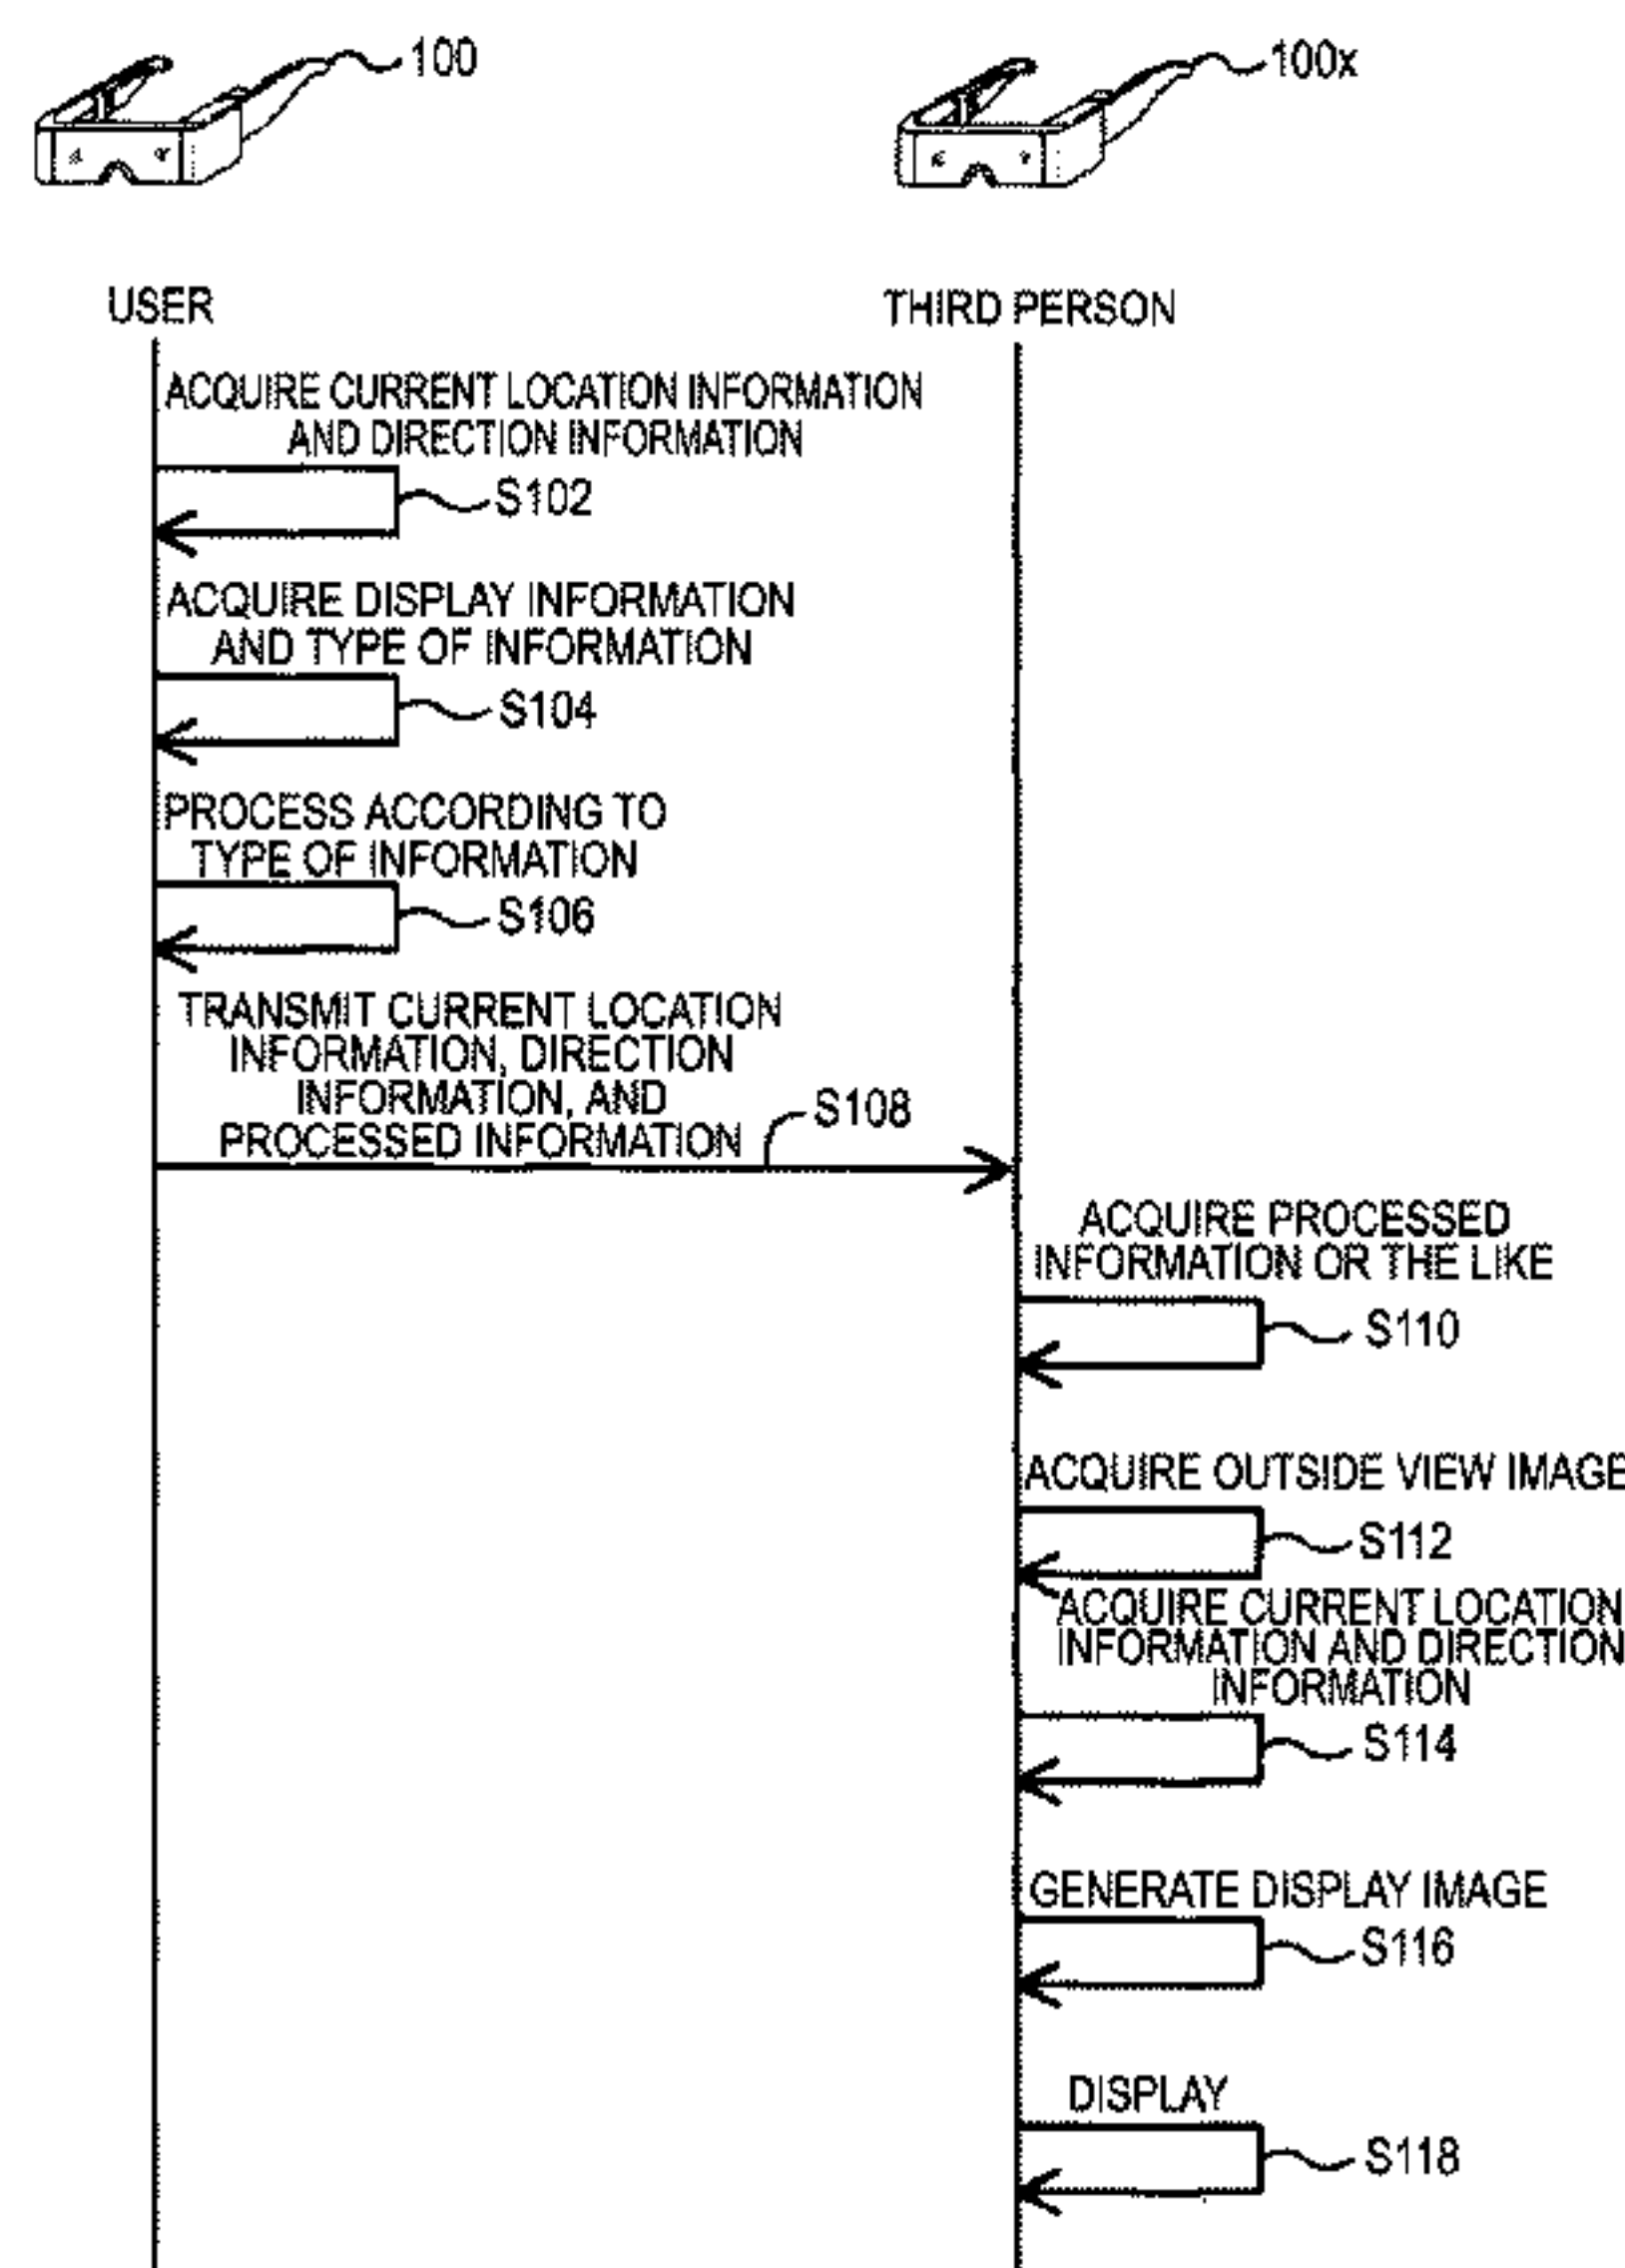 100
100x
USER
THIRD PERSON
ACQUIRE CURRENT LOCATION INFORMATION
AND DIRECTION INFORMATION
S102
ACQUIRE DISPLAY INFORMATION
AND TYPE OF INFORMATION
S104
PROCESS ACCORDING TO
TYPE OF INFORMATION
S106
TRANSMIT CURRENT LOCATION
INFORMATION, DIRECTION
INFORMATION, AND
PROCESSED INFORMATION
S108
ACQUIRE PROCESSED
INFORMATION OR THE LIKE
S110
ACQUIRE OUTSIDE VIEW IMAGE
S112
ACQUIRE CURRENT LOCATION
INFORMATION AND DIRECTION
INFORMATION
S114
GENERATE DISPLAY IMAGE
S116
DISPLAY
S118